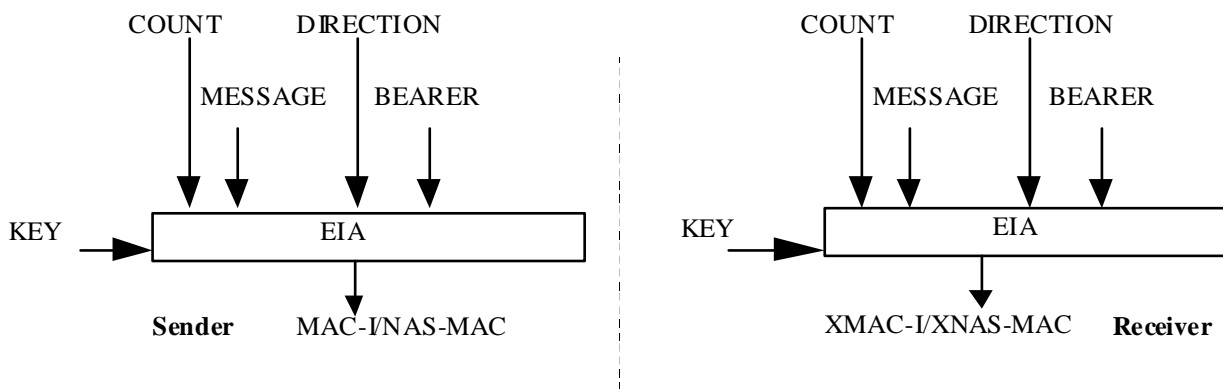 COUNT DIRECTION
MESSAGE BEARER
KEY EIA
Sender MAC-I/NAS-MAC
COUNT DIRECTION
MESSAGE BEARER
KEY EIA
XMAC-I/XNAS-MAC Receiver